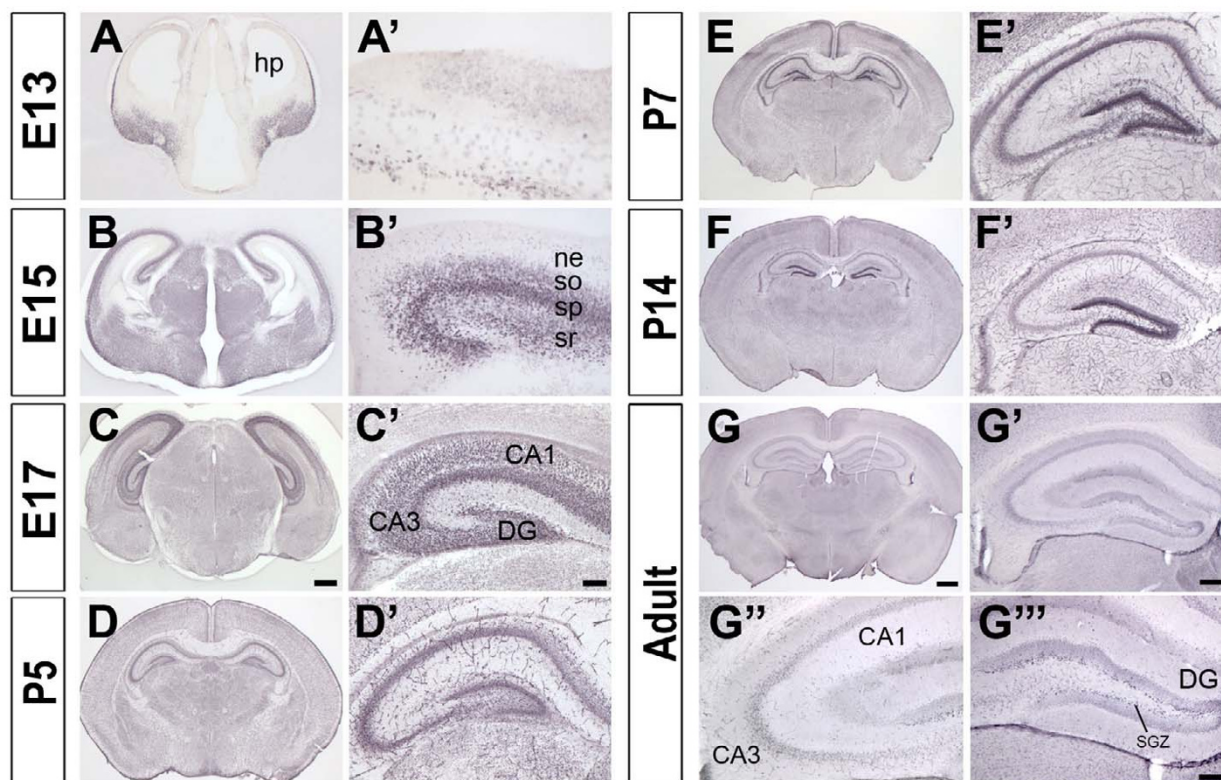 E13
A
hp
A’
E15
B
B’
ne
so
sp
sr
E17
C
C’
CA1
CA3
DG
P5
D
D’
P7
E
E’
P14
F
F’
Adult
G
G’
G’’
CA1
CA3
G’’’
DG
SGZ